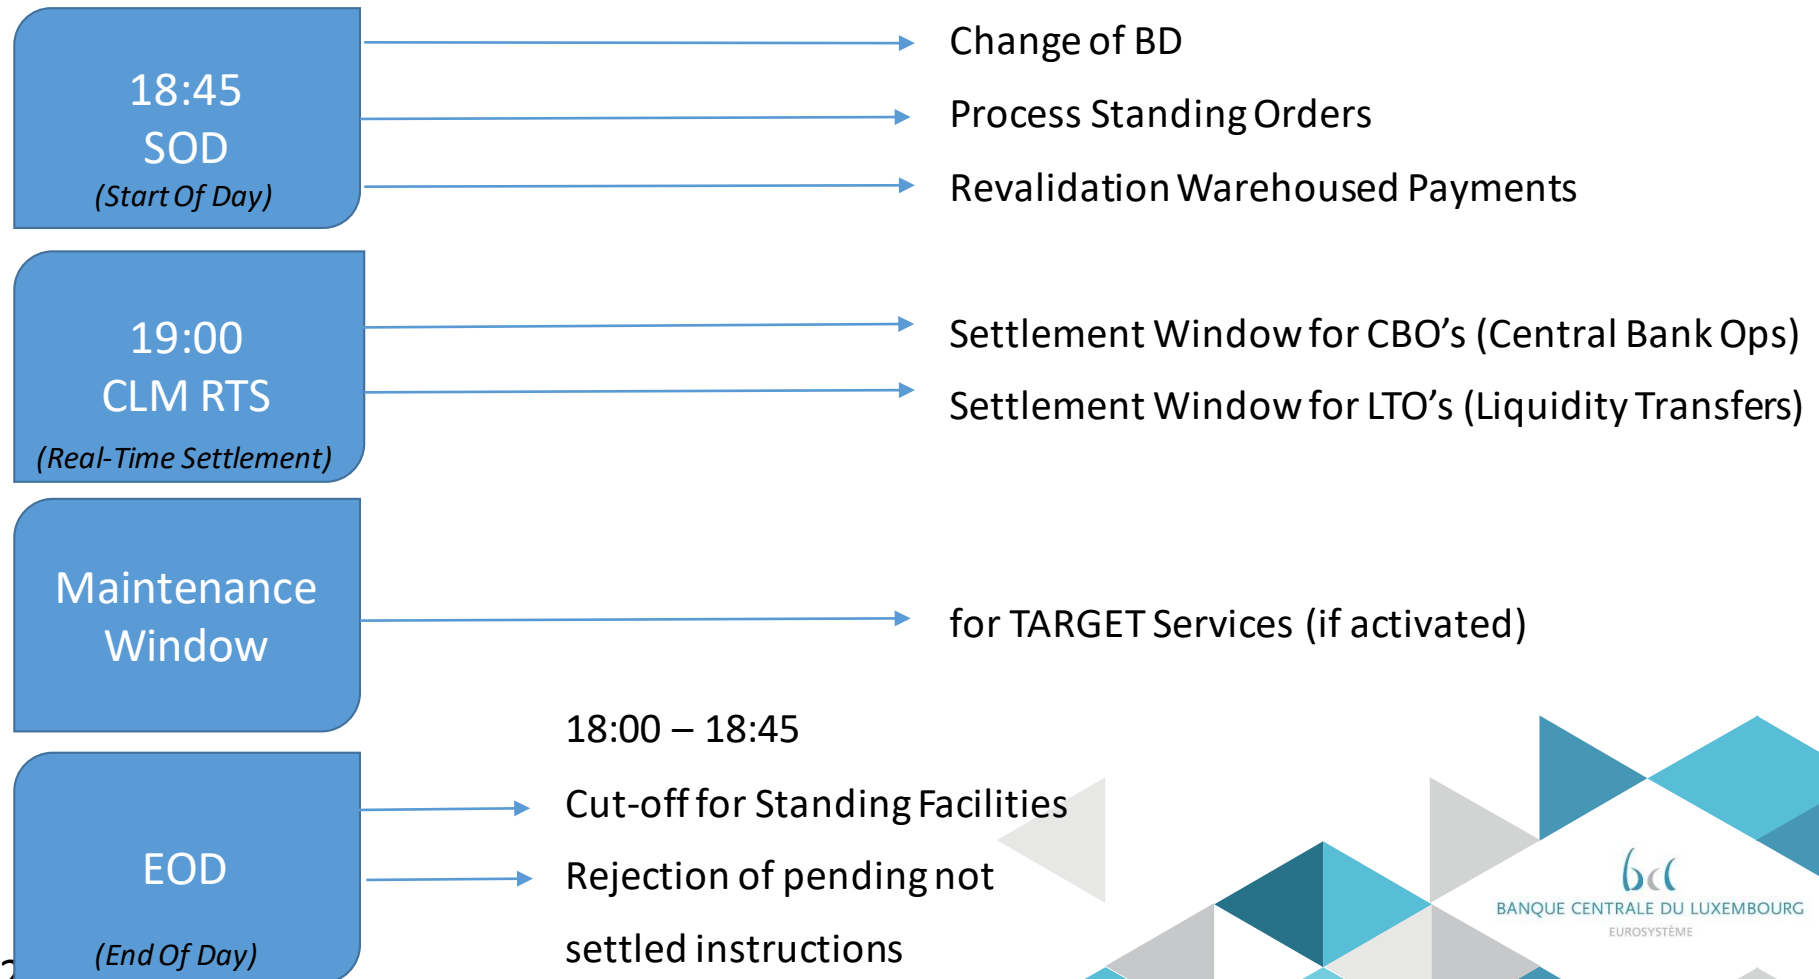 18:45
SOD
(Start Of Day)
Change of BD
Process Standing Orders
Revalidation Warehoused Payments
19:00
CLM RTS
(Real-Time Settlement)
Settlement Window for CBO’s (Central Bank Ops)
Settlement Window for LTO’s (Liquidity Transfers)
Maintenance
Window
for TARGET Services (if activated)
EOD
(End Of Day)
18:00 – 18:45
Cut-off for Standing Facilities
Rejection of pending not
settled instructions
bcl
BANQUE CENTRALE DU LUXEMBOURG
EUROSYSTÈME